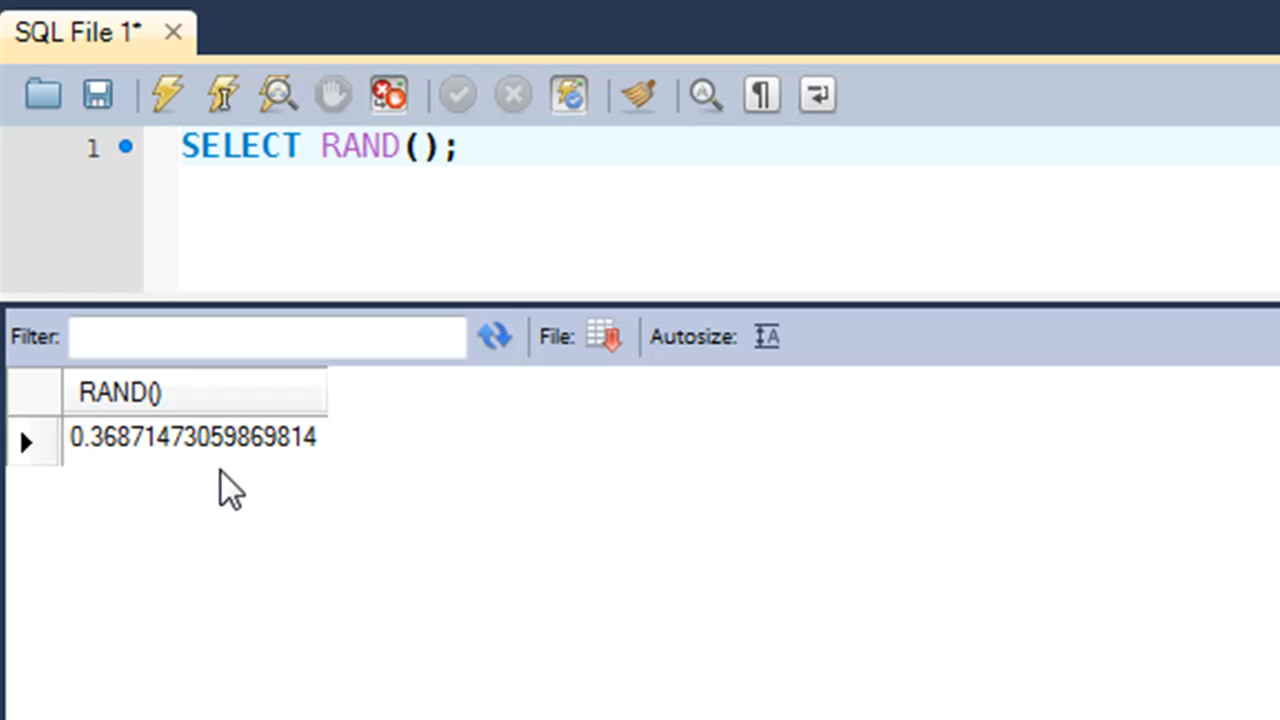 SQL File 1*
1 SELECT RAND();
Filter: File: Autosize:
RAND()
0.36871473059869814